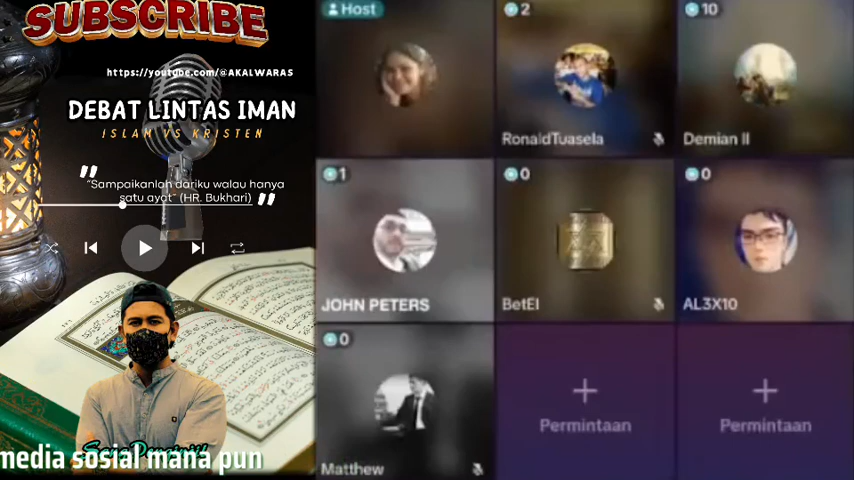 SUBSCRIBE
https://youtube.com/@AKALWARAS
DEBAT LINTAS IMAN
ISLAM VS KRISTEN
"Sampaikanlah dariku walau hanya
satu ayat" (HR. Bukhari)
media sosial mana pun
Host
2
10
RonaldTuasela
Demian II
1
0
0
JOHN PETERS
BetEl
AL3X10
0
Permintaan
Permintaan
Matthew